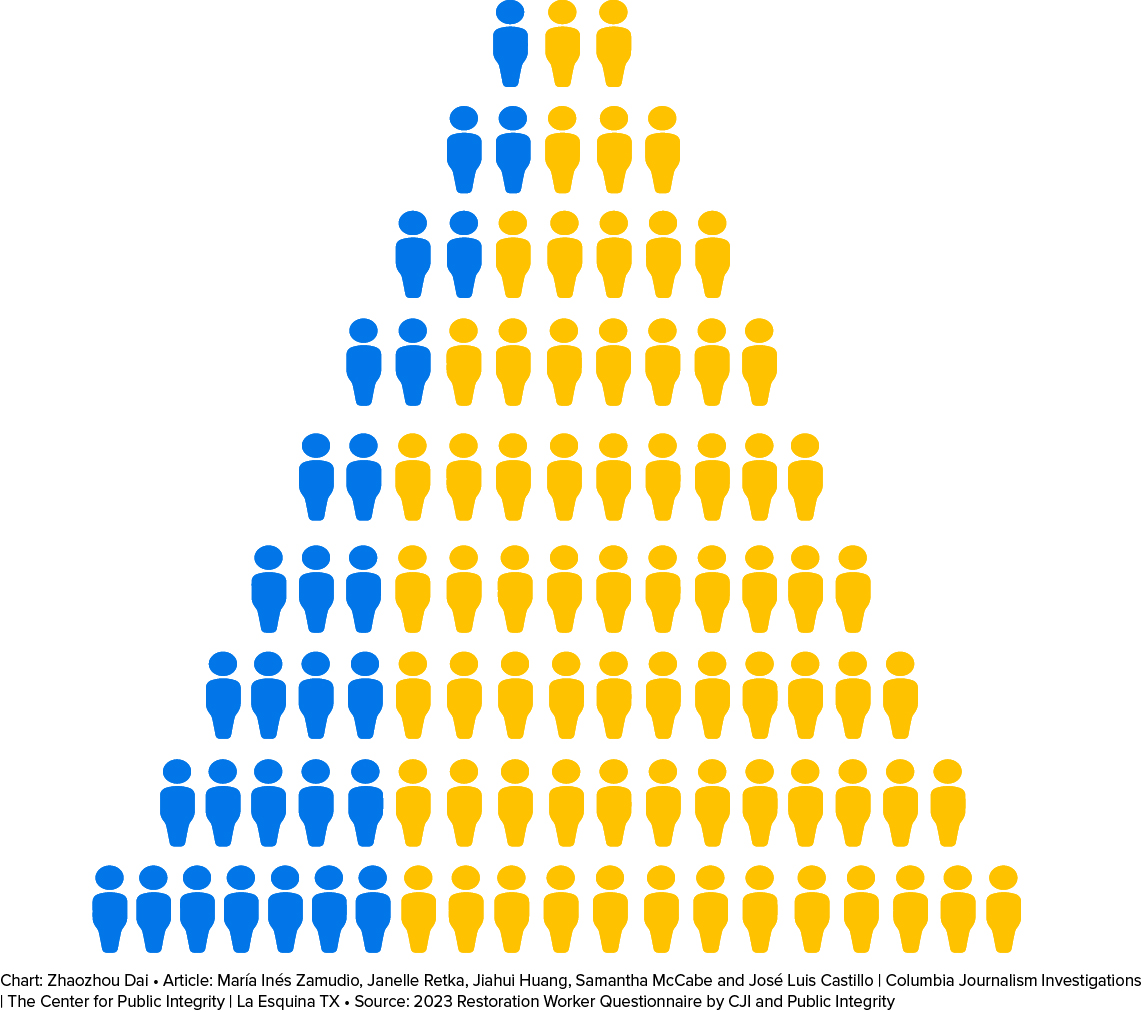 Chart: Zhaozhou Dai • Article: María Inés Zamudio, Janelle Retka, Jiahui Huang, Samantha McCabe and José Luis Castillo | Columbia Journalism Investigations
| The Center for Public Integrity | La Esquina TX • Source: 2023 Restoration Worker Questionnaire by CJI and Public Integrity